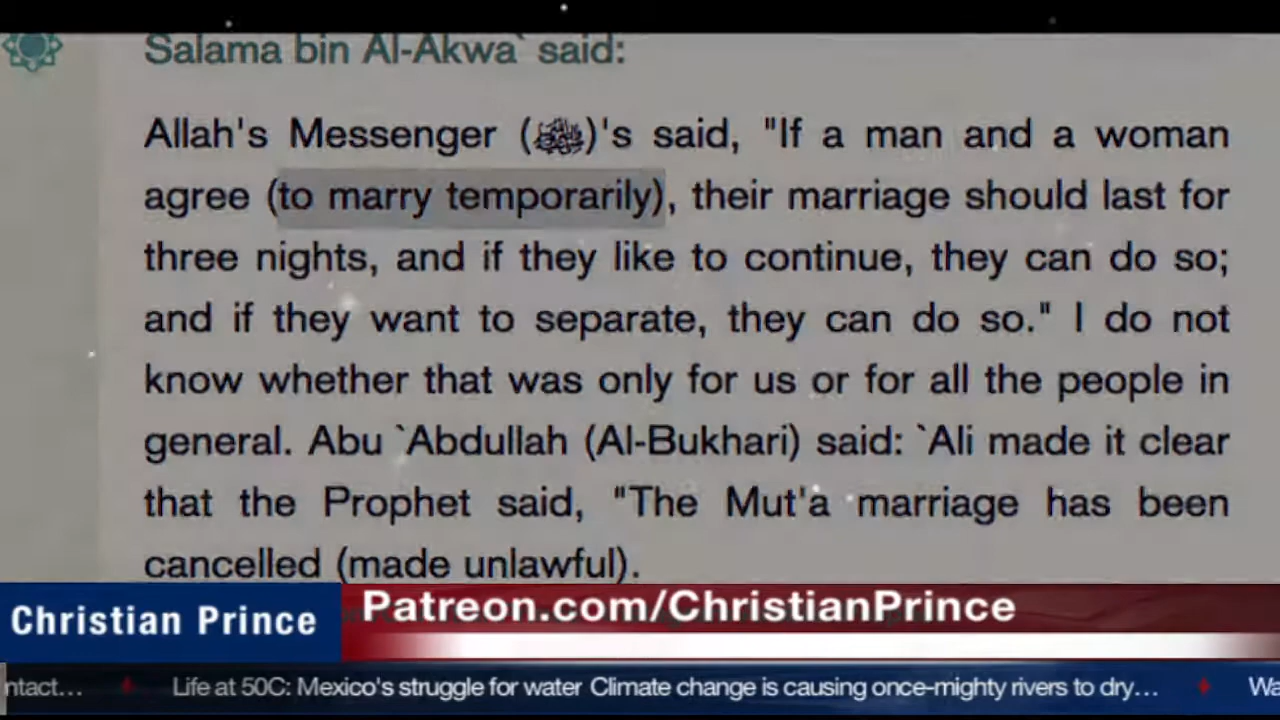 Salama bin Al-Akwa` said:
Allah's Messenger (ﷺ)'s said, "If a man and a woman
agree (to marry temporarily), their marriage should last for
three nights, and if they like to continue, they can do so;
and if they want to separate, they can do so." I do not
know whether that was only for us or for all the people in
general. Abu `Abdullah (Al-Bukhari) said: `Ali made it clear
that the Prophet said, "The Mut'a marriage has been
cancelled (made unlawful).
Christian Prince
Patreon.com/ChristianPrince
ntact... Life at 50C: Mexico's struggle for water Climate change is causing once-mighty rivers to dry... Wa